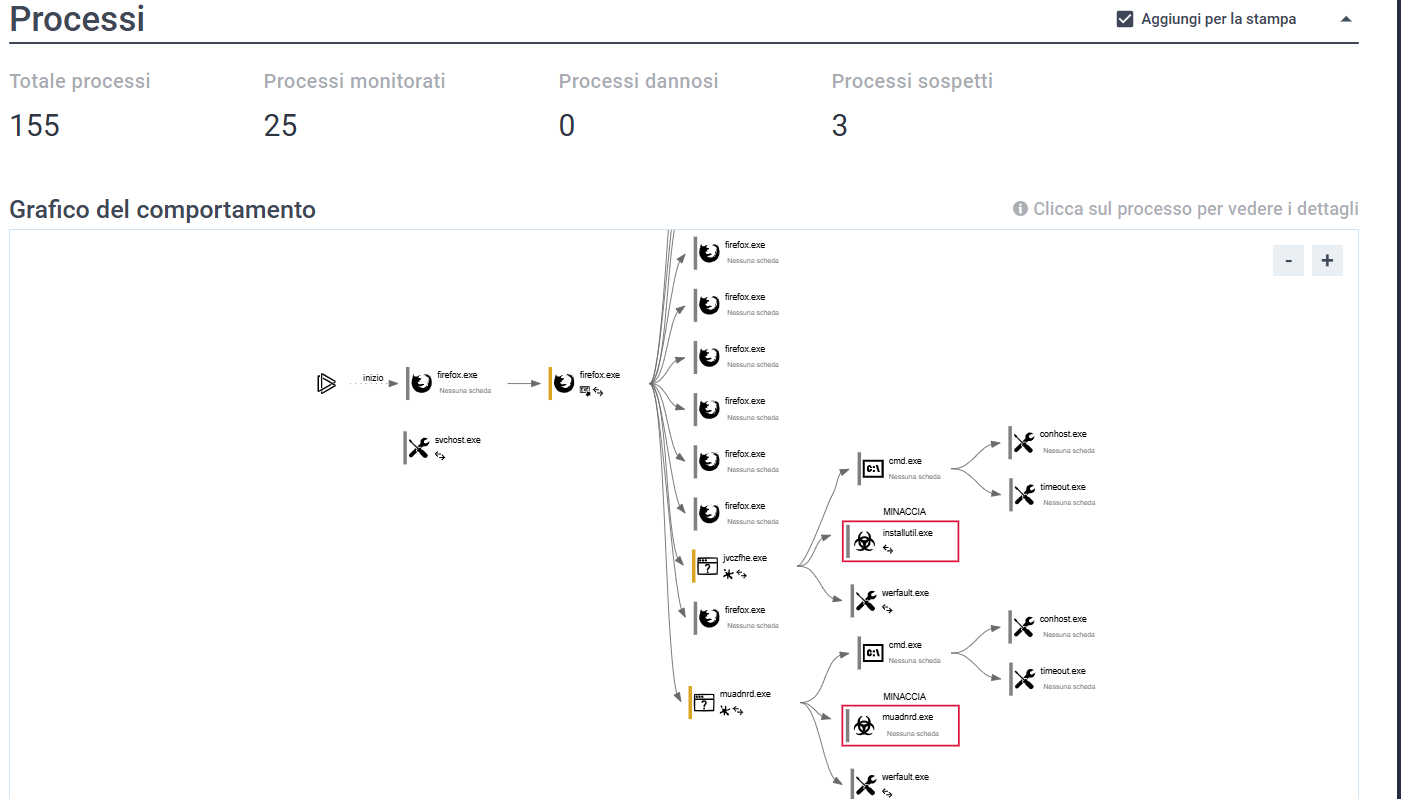 Processi
Aggiungi per la stampa
Totale processi
Processi monitorati
Processi dannosi
Processi sospetti
155
25
0
3
Grafico del comportamento
Clicca sul processo per vedere i dettagli
-
+
firefox.exe
Nessuna scheda
firefox.exe
Nessuna scheda
firefox.exe
Nessuna scheda
inizio
firefox.exe
Nessuna scheda
firefox.exe
firefox.exe
Nessuna scheda
svchost.exe
firefox.exe
Nessuna scheda
firefox.exe
Nessuna scheda
jvczfhe.exe
firefox.exe
Nessuna scheda
muadnrd.exe
cmd.exe
Nessuna scheda
C:\
conhost.exe
Nessuna scheda
timeout.exe
Nessuna scheda
MINACCIA
installutil.exe
werfault.exe
cmd.exe
Nessuna scheda
C:\
conhost.exe
Nessuna scheda
timeout.exe
Nessuna scheda
MINACCIA
muadnrd.exe
Nessuna scheda
werfault.exe